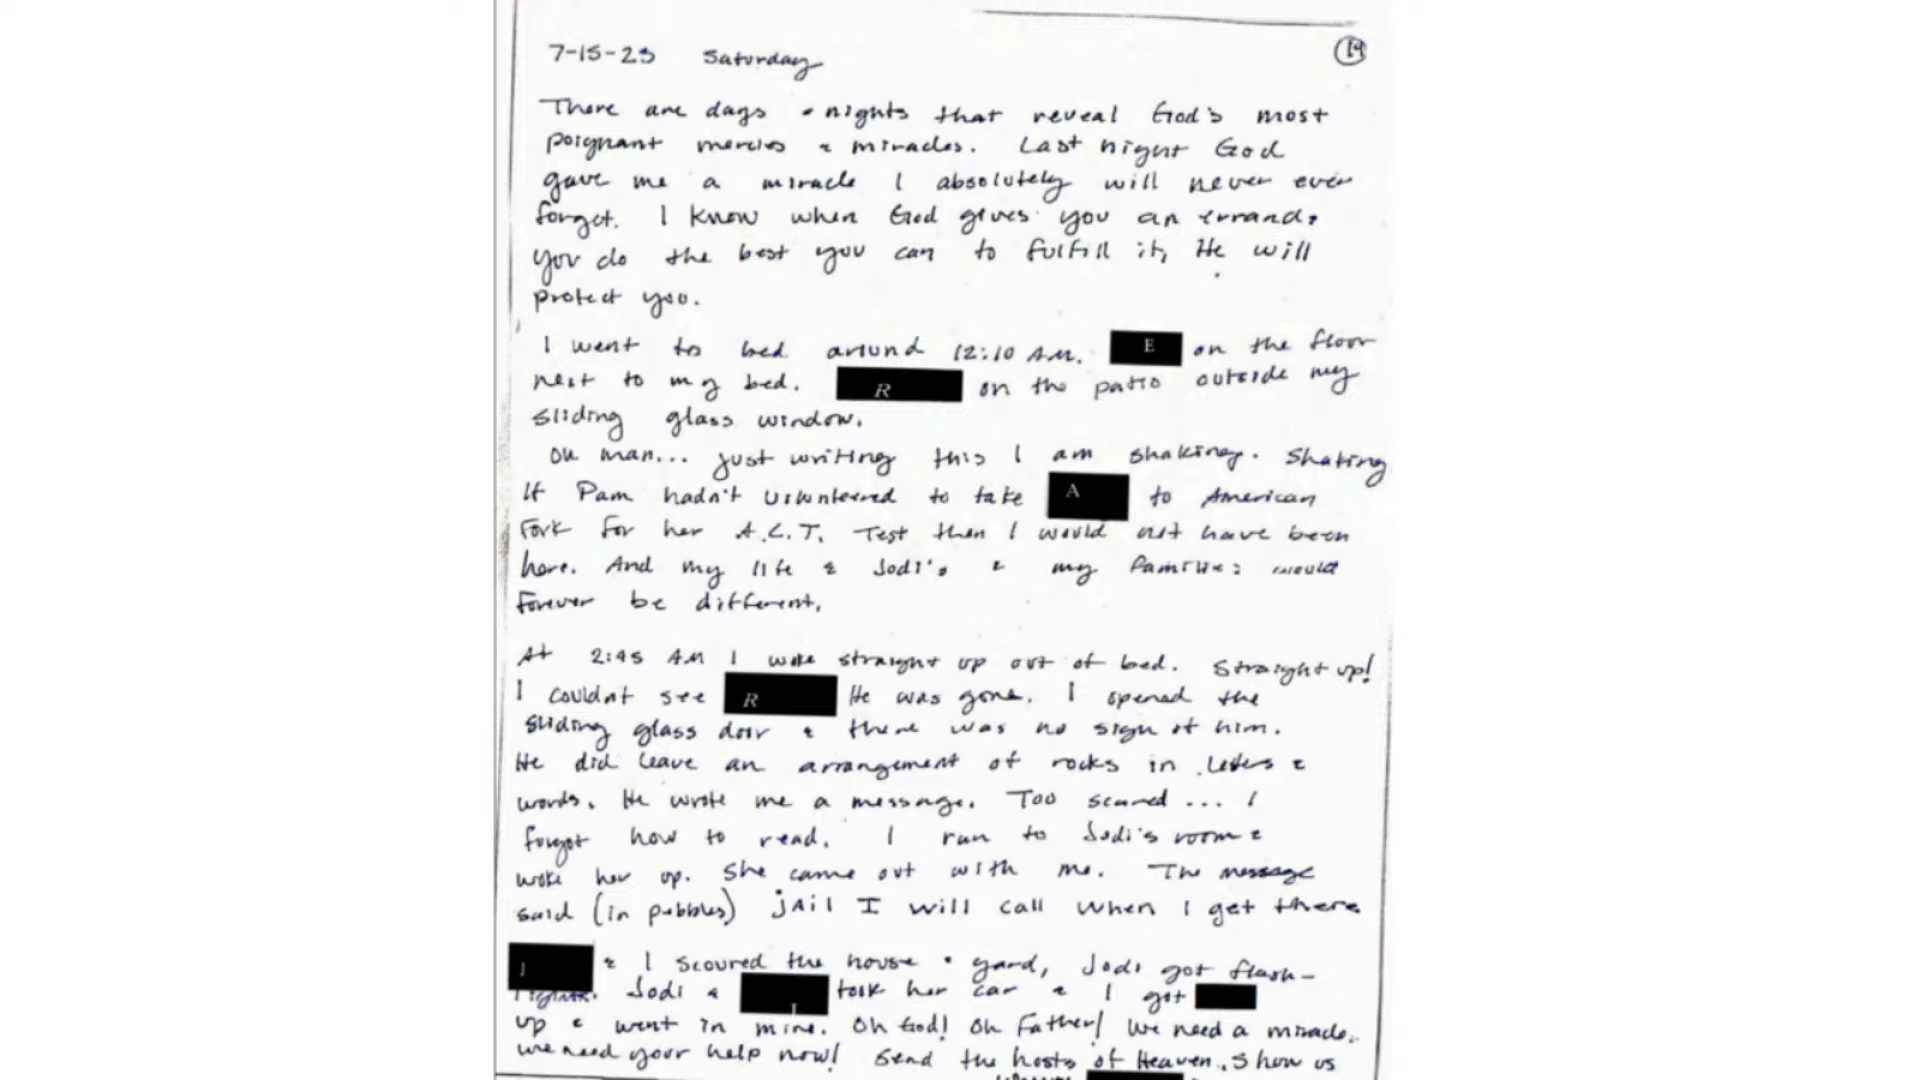 7-15-23 Saturday
19
There are days & nights that reveal God's most
poignant mercies & miracles. Last night God
gave me a miracle I absolutely will never ever
forget. I know when God gives you an errand,
you do the best you can to fulfill it, He will
protect you.
I went to bed around 12:10 AM. E on the floor
next to my bed. R on the patio outside my
sliding glass window.
Oh man... just writing this I am shaking. Shaking
If Pam hadn't volunteered to take A to American
Fork for her A.C.T. Test then I would not have been
here. And my life & Jodi's & my families would
forever be different.
At 2:45 AM I woke straight up out of bed. Straight up!
I couldnt see R He was gone. I opened the
sliding glass door & there was no sign of him.
He did leave an arrangement of rocks in letters &
words. He wrote me a message. Too scared... I
forgot how to read. I run to Jodi's room &
woke her up. She came out with me. The message
said (in pebbles) jAil I will call when I get there
J & I scoured the house & yard, Jodi got flash-
lights. Jodi & J took her car & I got
up & went in mine. Oh God! Oh Father! We need a miracle.
We need your help now! Send the hosts of Heaven. Show us